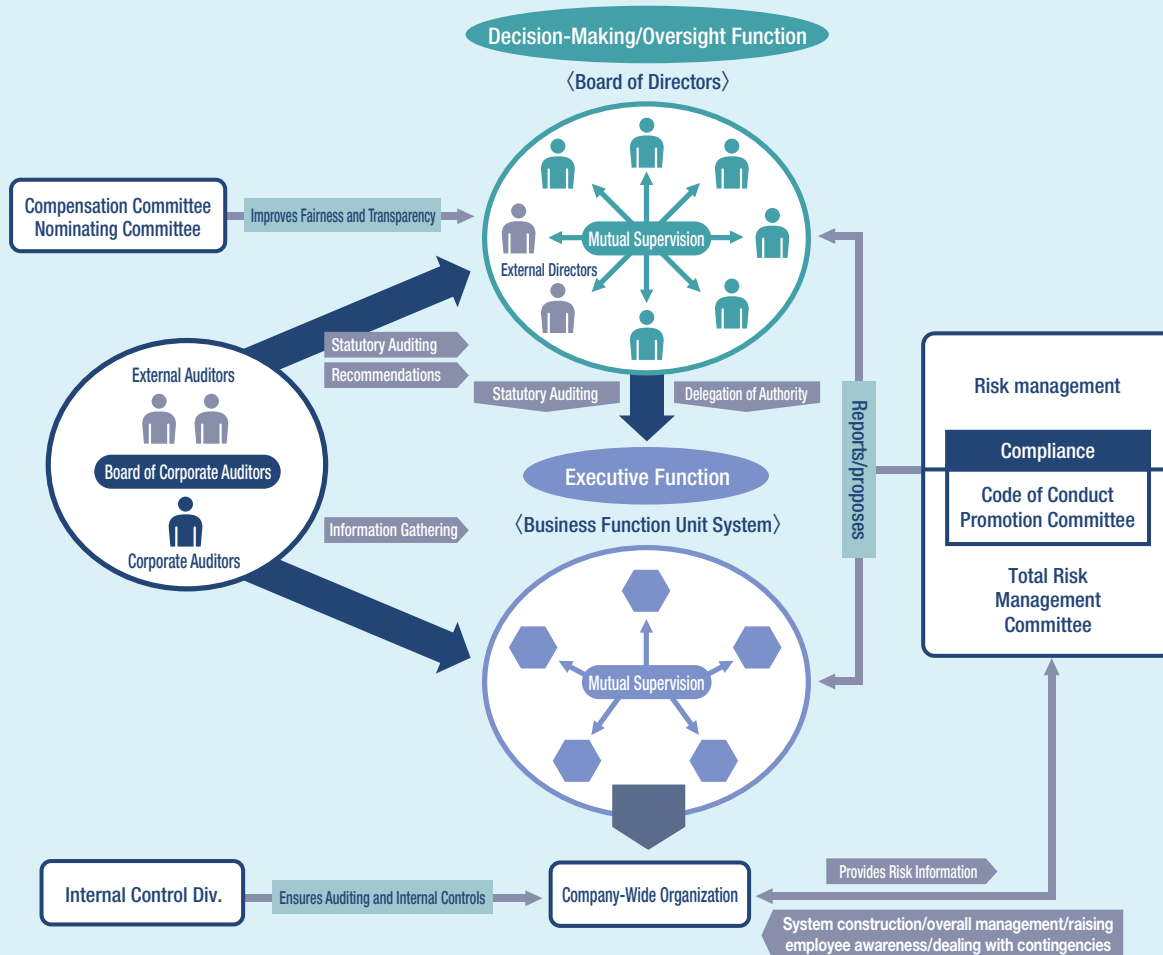 Decision-Making/Oversight Function
〈Board of Directors〉
Compensation Committee
Nominating Committee
Improves Fairness and Transparency
Mutual Supervision
External Directors
Statutory Auditing
Recommendations
Statutory Auditing
Delegation of Authority
External Auditors
Board of Corporate Auditors
Corporate Auditors
Information Gathering
Executive Function
〈Business Function Unit System〉
Mutual Supervision
Reports/proposes
Risk management
Compliance
Code of Conduct
Promotion Committee
Total Risk
Management
Committee
Internal Control Div.
Ensures Auditing and Internal Controls
Company-Wide Organization
Provides Risk Information
System construction/overall management/raising
employee awareness/dealing with contingencies